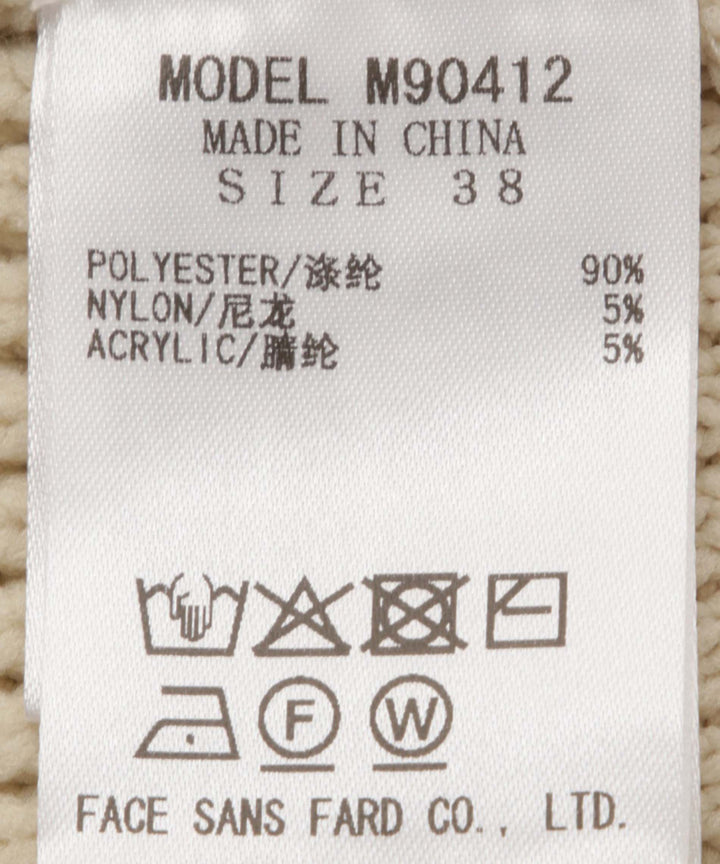 MODEL M90412
MADE IN CHINA
SIZE 38
POLYESTER/涤纶 90%
NYLON/尼龙 5%
ACRYLIC/腈纶 5%
F W
FACE SANS FARD CO., LTD.